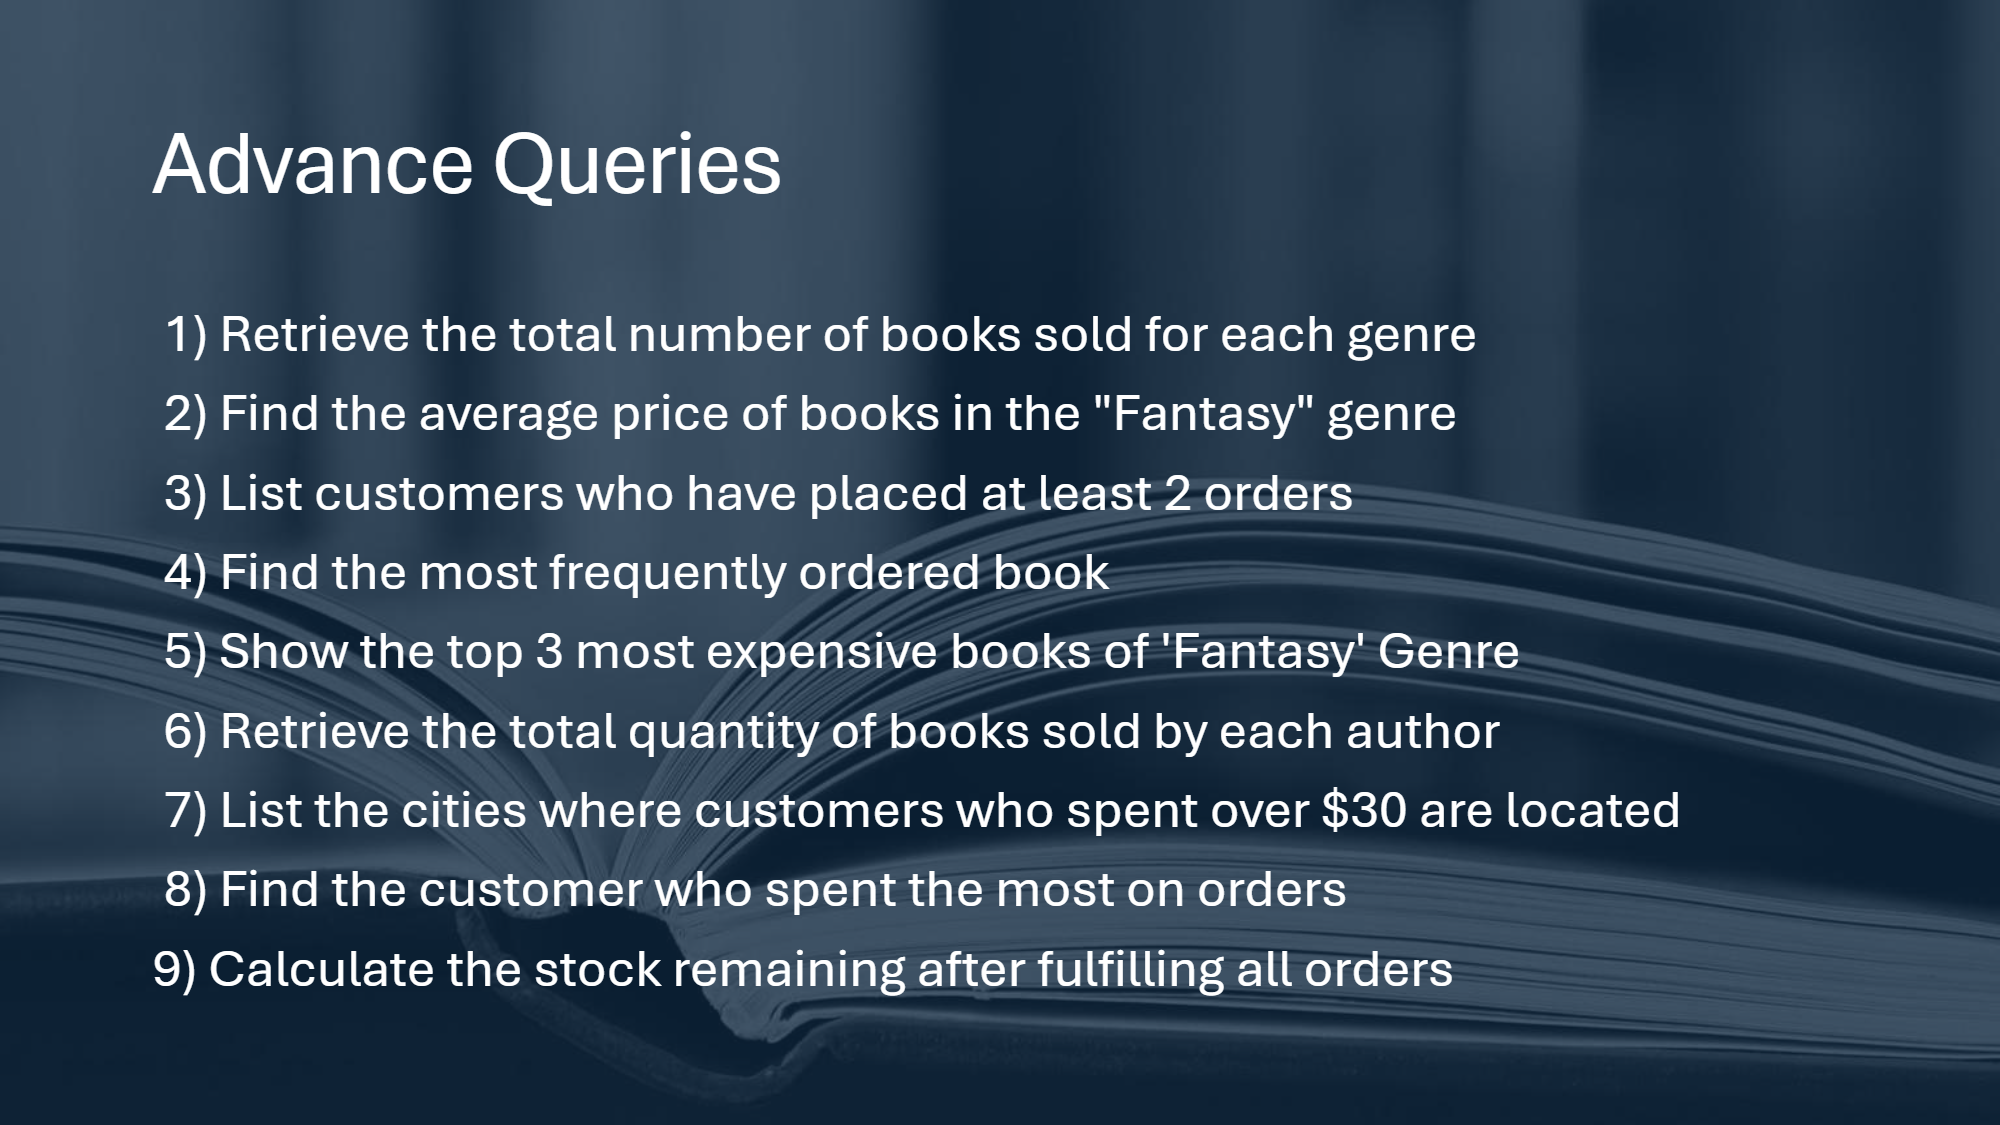 Advance Queries
1) Retrieve the total number of books sold for each genre
2) Find the average price of books in the "Fantasy" genre
3) List customers who have placed at least 2 orders
4) Find the most frequently ordered book
5) Show the top 3 most expensive books of 'Fantasy' Genre
6) Retrieve the total quantity of books sold by each author
7) List the cities where customers who spent over $30 are located
8) Find the customer who spent the most on orders
9) Calculate the stock remaining after fulfilling all orders